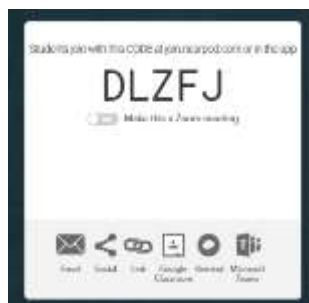 Students join with this CODE at join.nearpod.com or in the app
DLZFJ
Make this a Zoom meeting
Email Social Link Google Classroom Remind Microsoft Teams